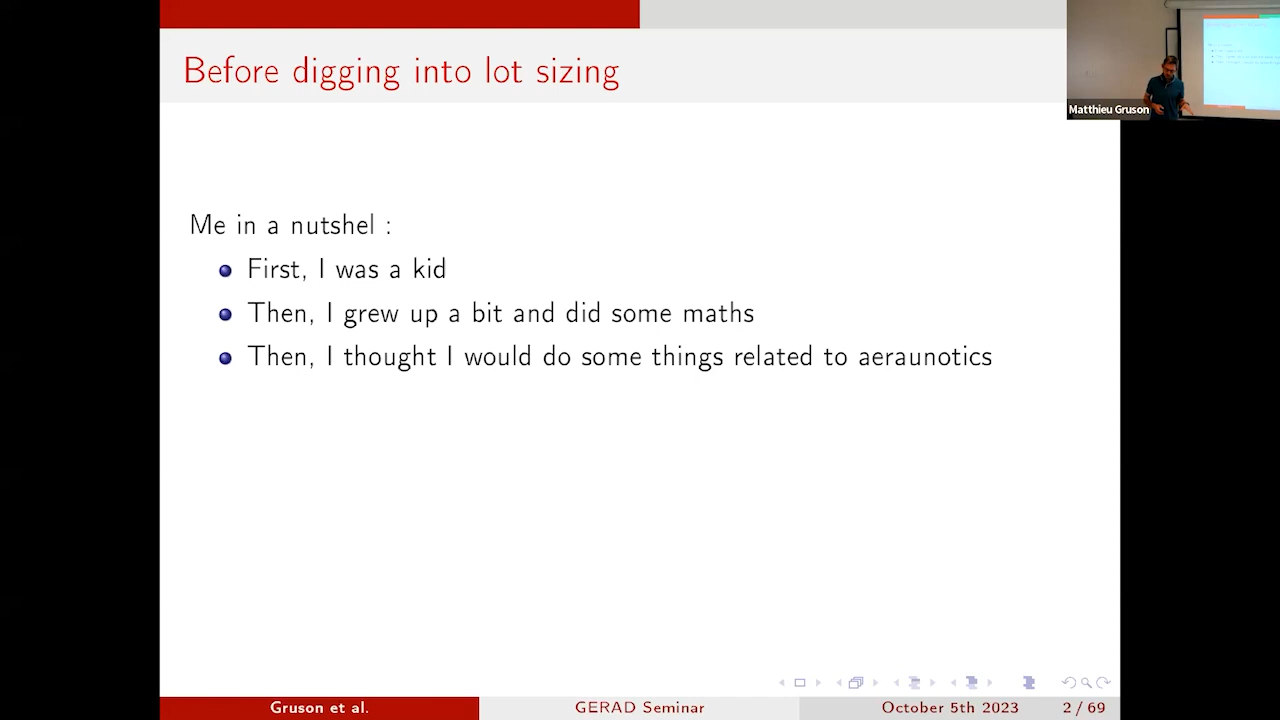 Before digging into lot sizing
Matthieu Gruson
Me in a nutshel :
First, I was a kid
Then, I grew up a bit and did some maths
Then, I thought I would do some things related to aeraunotics
Gruson et al.
GERAD Seminar
October 5th 2023
2 / 69